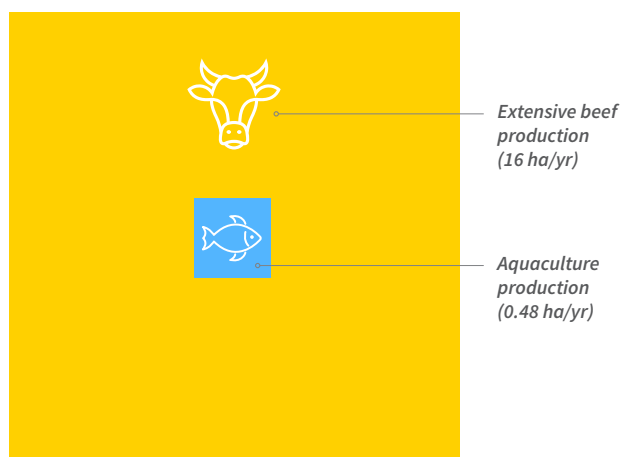 Extensive beef
production
(16 ha/yr)
Aquaculture
production
(0.48 ha/yr)